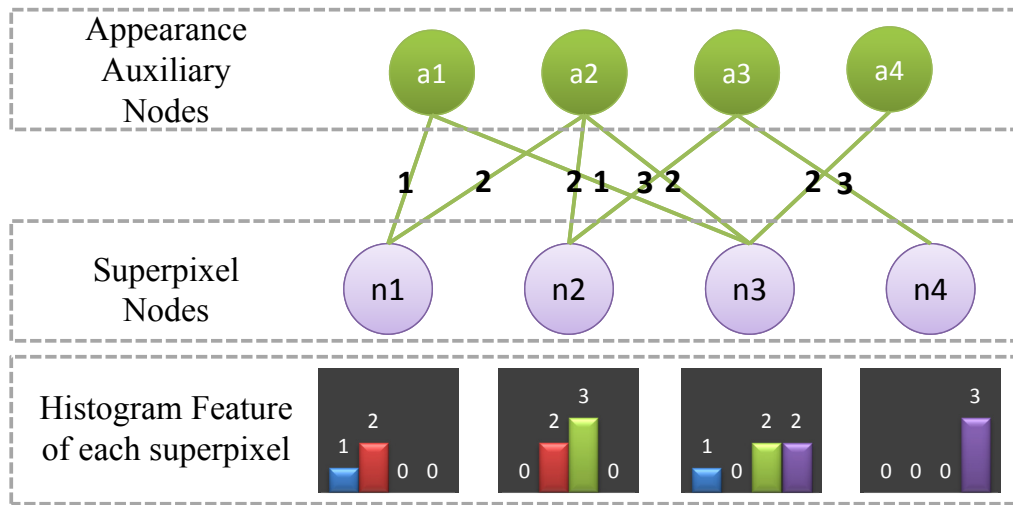 Appearance
Auxiliary
Nodes
a1 a2 a3 a4
1 2 2 1 3 2 2 3
Superpixel
Nodes
n1 n2 n3 n4
Histogram Feature
of each superpixel
1 2 0 0
0 2 3 0
1 0 2 2
0 0 0 3